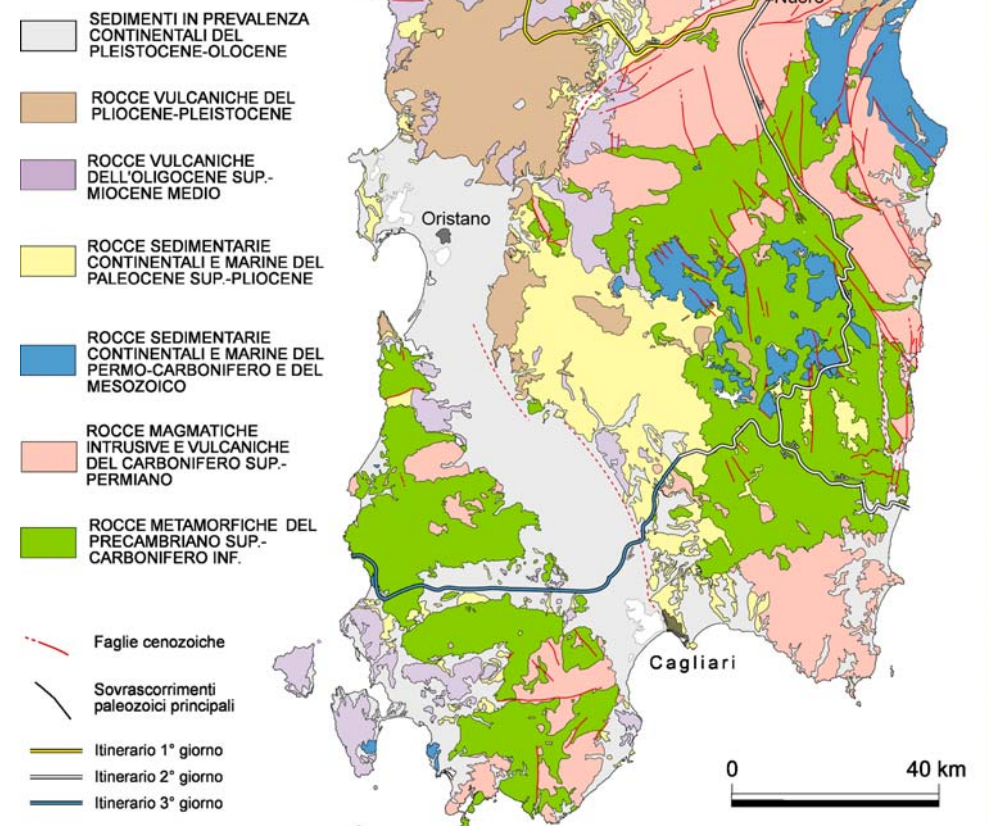 SEDIMENTI IN PREVALENZA
CONTINENTALI DEL
PLEISTOCENE-OLOCENE
ROCCE VULCANICHE DEL
PLIOCENE-PLEISTOCENE
ROCCE VULCANICHE
DELL'OLIGOCENE SUP.-
MIOCENE MEDIO
ROCCE SEDIMENTARIE
CONTINENTALI E MARINE DEL
PALEOCENE SUP.-PLIOCENE
ROCCE SEDIMENTARIE
CONTINENTALI E MARINE DEL
PERMO-CARBONIFERO E DEL
MESOZOICO
ROCCE MAGMATICHE
INTRUSIVE E VULCANICHE
DEL CARBONIFERO SUP.-
PERMIANO
ROCCE METAMORFICHE DEL
PRECAMBRIANO SUP.-
CARBONIFERO INF.
Faglie cenozoiche
Sovrascorrimenti
paleozoici principali
Itinerario 1° giorno
Itinerario 2° giorno
Itinerario 3° giorno
Nuoro
Oristano
Cagliari
0 40 km